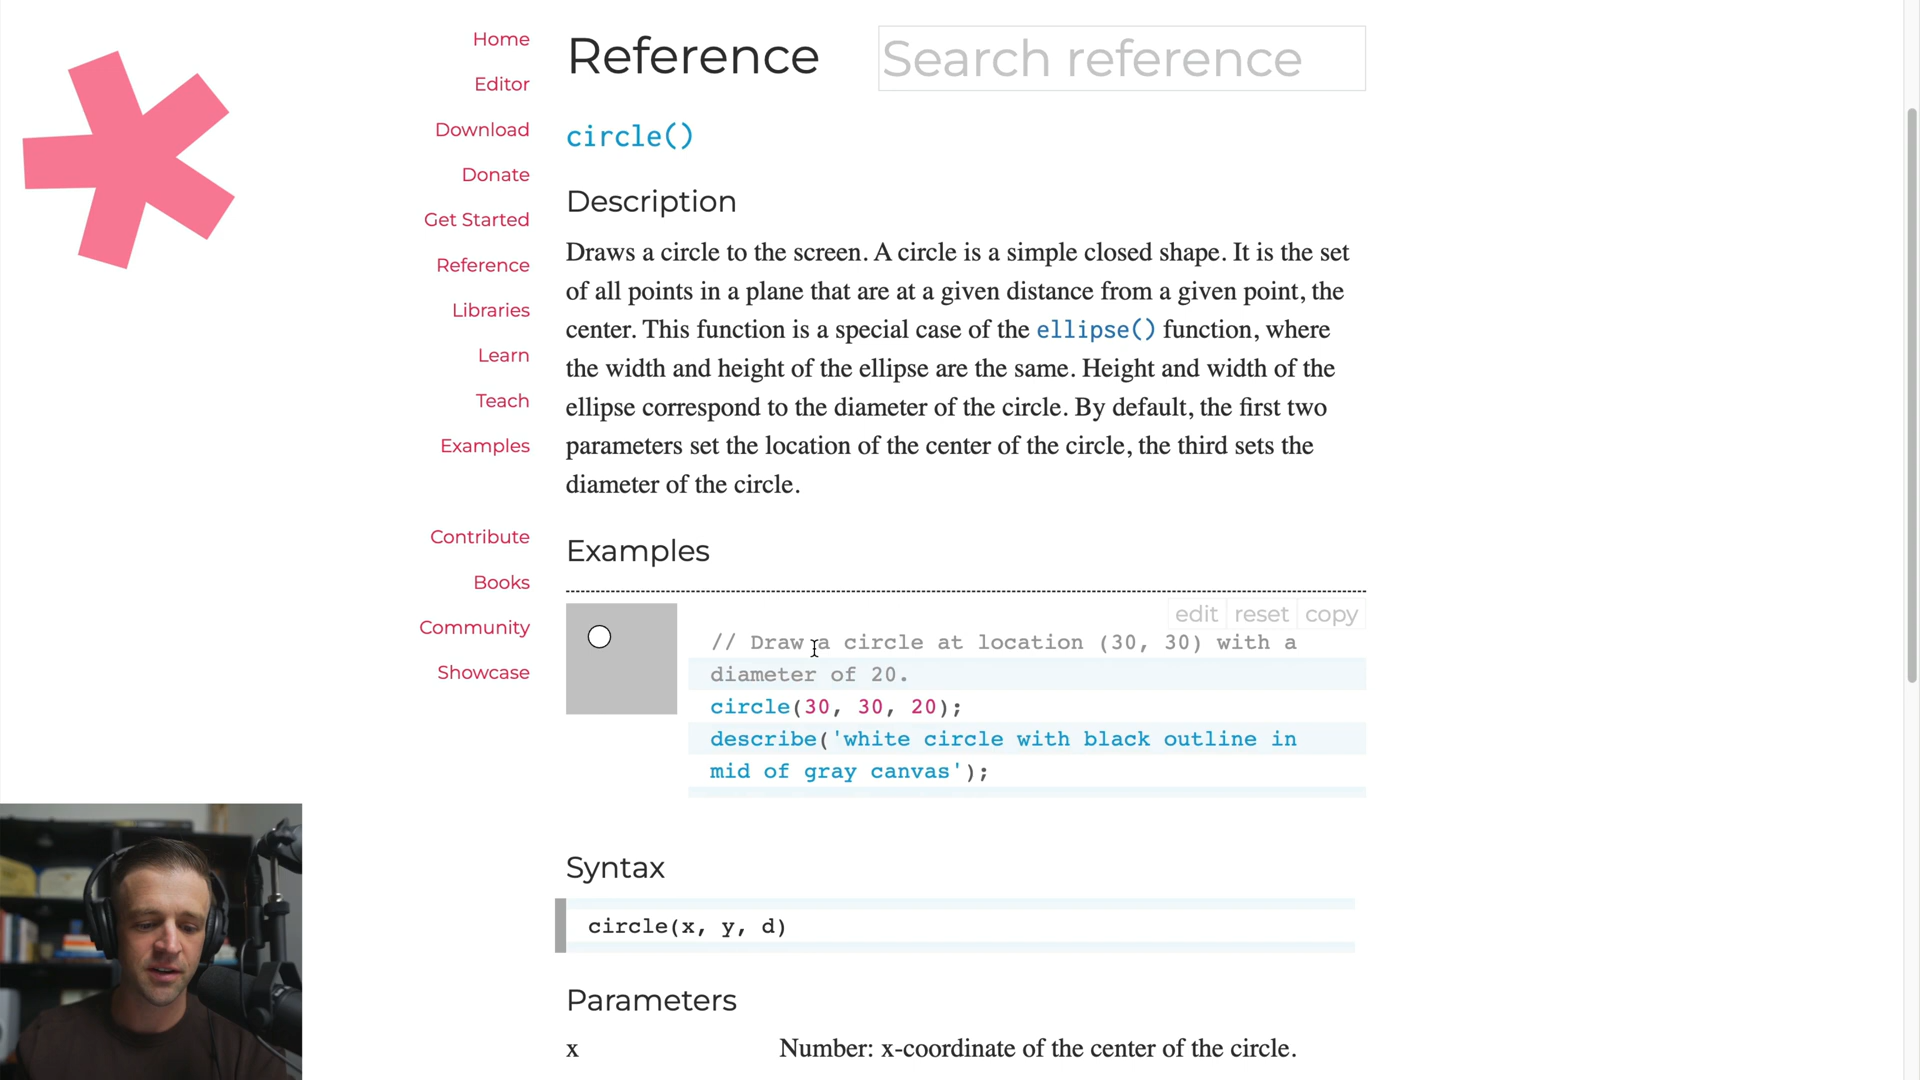 Home
Editor
Download
Donate
Get Started
Reference
Libraries
Learn
Teach
Examples
Contribute
Books
Community
Showcase
Reference
Search reference
circle()
Description
Draws a circle to the screen. A circle is a simple closed shape. It is the set
of all points in a plane that are at a given distance from a given point, the
center. This function is a special case of the ellipse() function, where
the width and height of the ellipse are the same. Height and width of the
ellipse correspond to the diameter of the circle. By default, the first two
parameters set the location of the center of the circle, the third sets the
diameter of the circle.
Examples
edit reset copy
// Draw a circle at location (30, 30) with a
diameter of 20.
circle(30, 30, 20);
describe('white circle with black outline in
mid of gray canvas');
Syntax
circle(x, y, d)
Parameters
x Number: x-coordinate of the center of the circle.